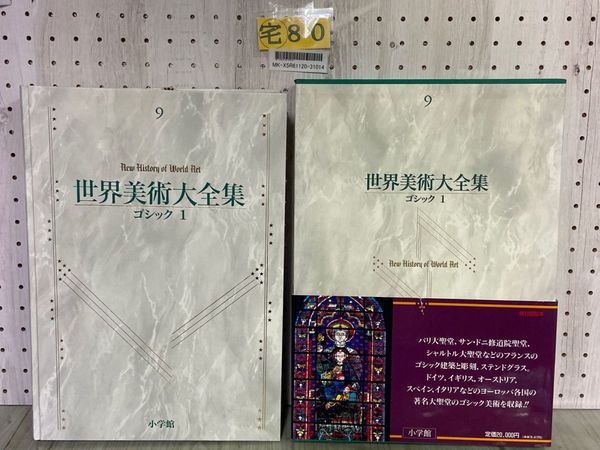 宅80
MK-X5RE1120-31014
9
New History of World Art
世界美術大全集
ゴシック 1
小学館
9
世界美術大全集
ゴシック 1
New History of World Art
パリ大聖堂、サン・ドニ修道院聖堂、
シャルトル大聖堂などのフランスの
ゴシック建築と彫刻、ステンドグラス、
ドイツ、イギリス、オーストリア、
スペイン、イタリアなどのヨーロッパ各国の
著名大聖堂のゴシック美術を収録!!
小学館
定価20,000円